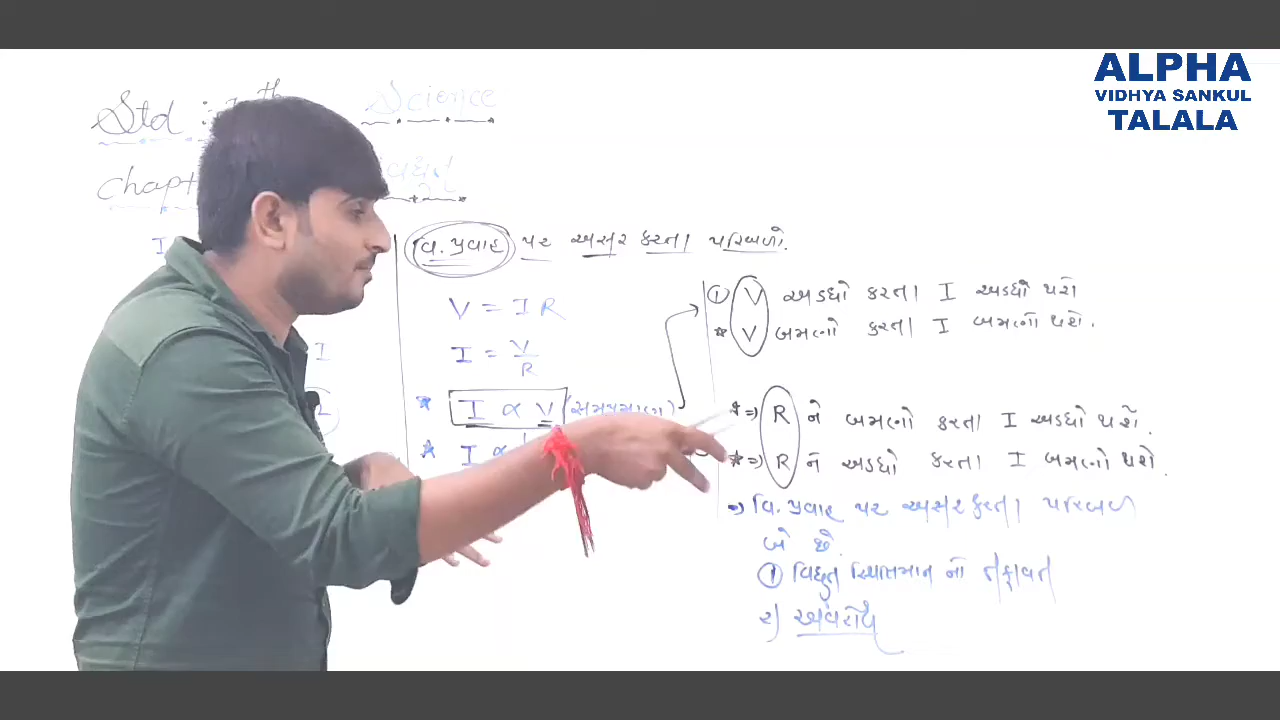 ALPHA
VIDHYA SANKUL
TALALA
Std :
Science
વિ. પ્રવાહ પર અસર કરતા પરિબળો.
V = I R
I = V/R
I ∝ V (સમપ્રમાણ)
I ∝
① V અડધો કરતા I અડધો થશે
* V બમણો કરતા I બમણો થશે.
* ⇒ R ને બમણો કરતા I અડધો થશે.
* ⇒ R ને અડધો કરતા I બમણો થશે.
⇒ વિ. પ્રવાહ પર અસર કરતા પરિબળ
બે છે.
① વિદ્યુત સ્થિતિમાન નો તફાવત
૨) અવરોધ